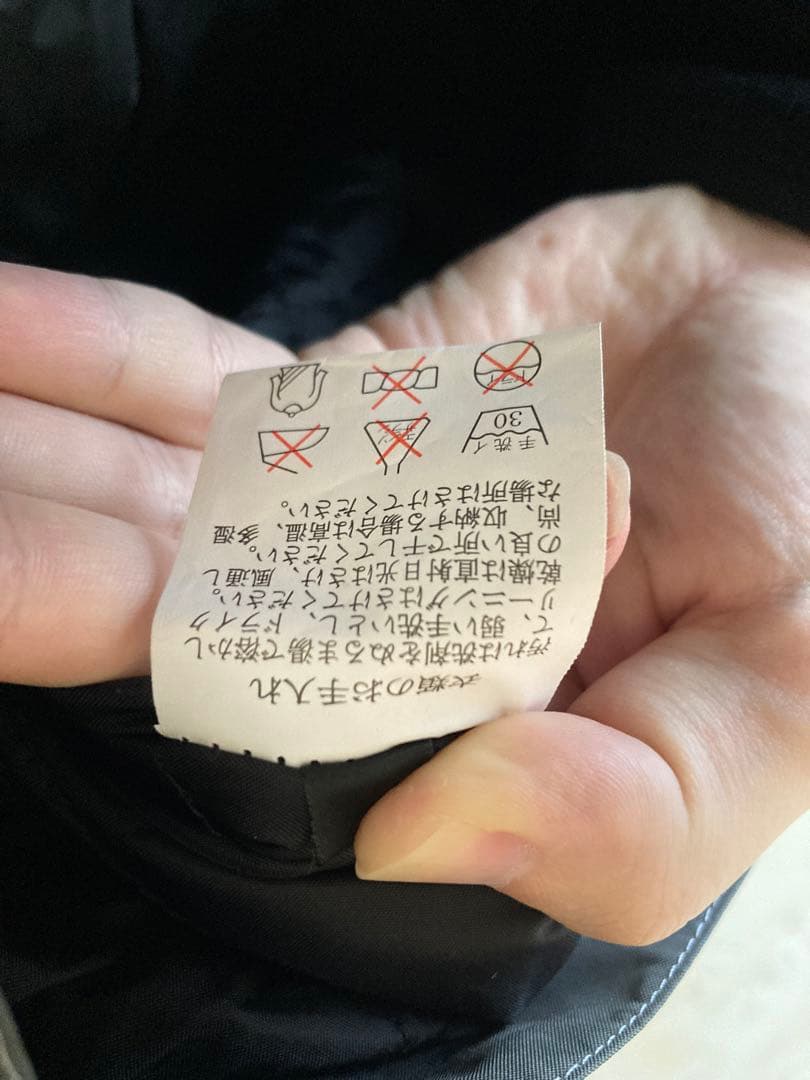 衣類のお手入れ
汚れは洗剤をぬるま湯で溶かし
て、弱い手洗いとし、ドライク
リーニングはさけてください。
乾燥は直射日光はさけ、風通し
の良い所で干してください。
尚、収納する場合は高温、多湿
な場所はさけてください。
手洗イ
30
ドライ